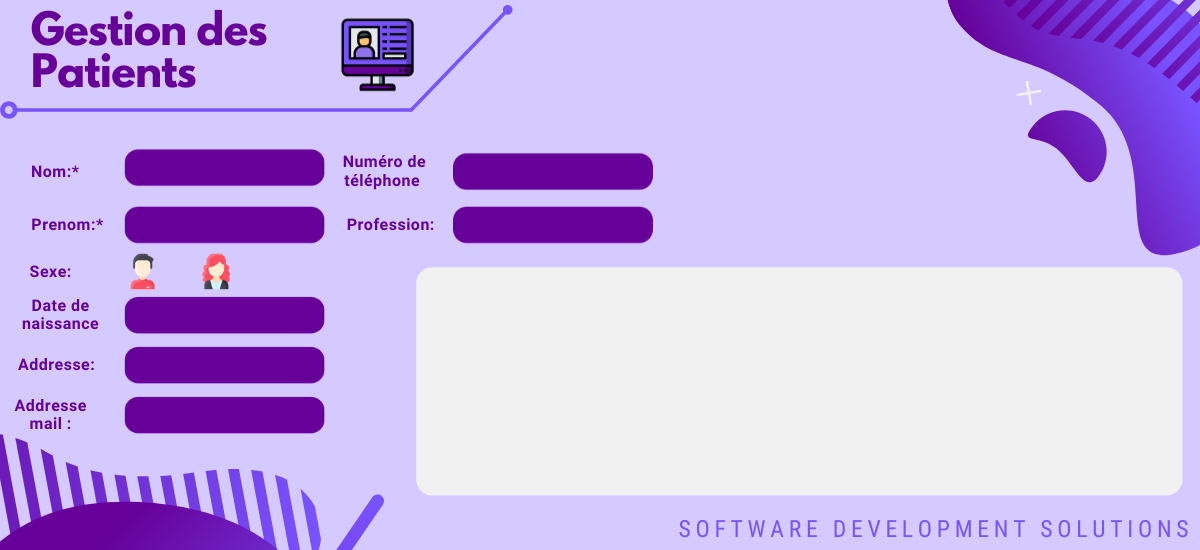 Gestion des
Patients
Nom:*
Numéro de
téléphone
Prenom:*
Profession:
Sexe:
Date de
naissance
Addresse:
Addresse
mail :
SOFTWARE DEVELOPMENT SOLUTIONS